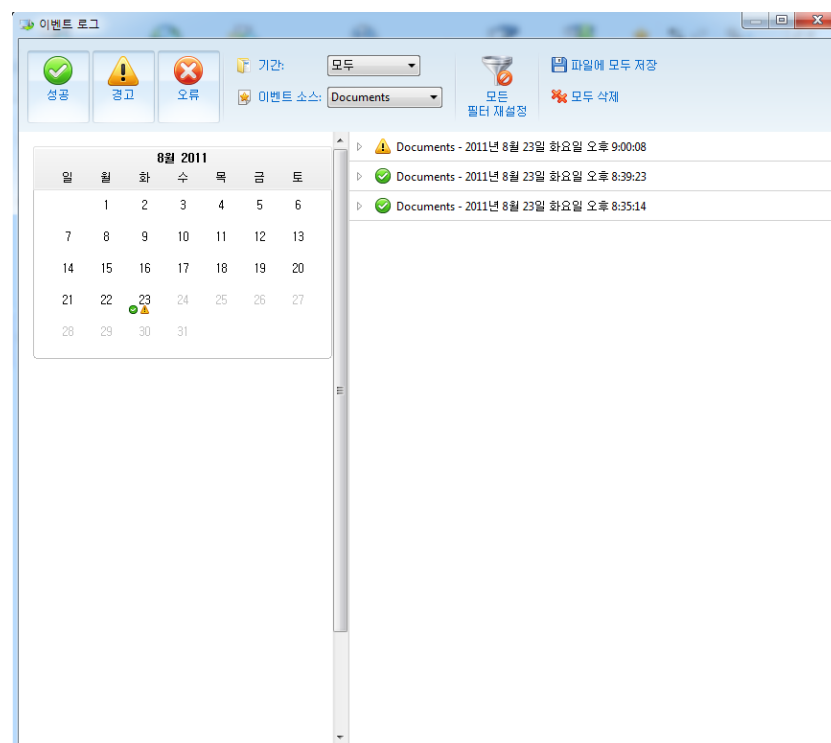 이벤트 로그
성공
경고
오류
기간:
모두
이벤트 소스:
Documents
모든
필터 재설정
파일에 모두 저장
모두 삭제
8월 2011
일 월 화 수 목 금 토
1 2 3 4 5 6
7 8 9 10 11 12 13
14 15 16 17 18 19 20
21 22 23 24 25 26 27
28 29 30 31
Documents - 2011년 8월 23일 화요일 오후 9:00:08
Documents - 2011년 8월 23일 화요일 오후 8:39:23
Documents - 2011년 8월 23일 화요일 오후 8:35:14